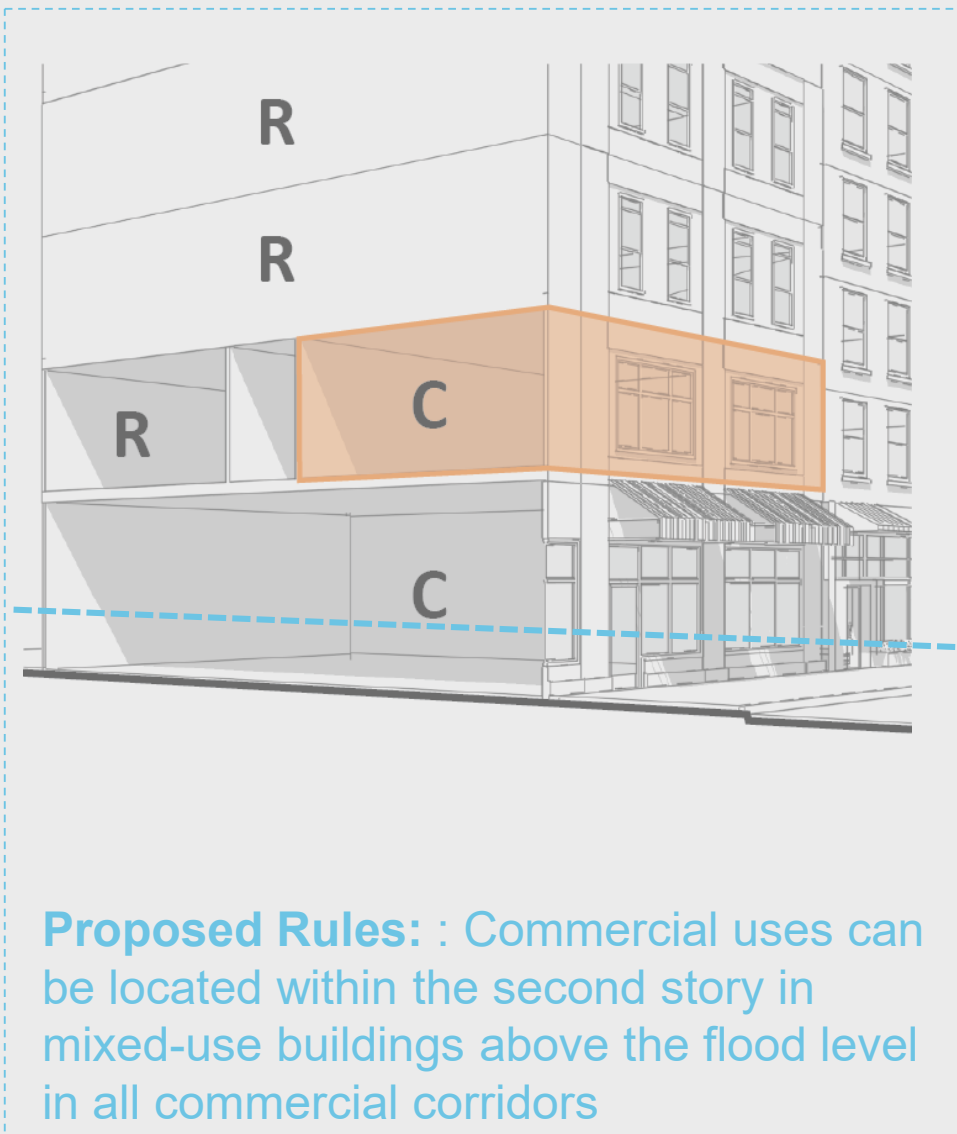 R
R
R
C
C
Proposed Rules: : Commercial uses can
be located within the second story in
mixed-use buildings above the flood level
in all commercial corridors